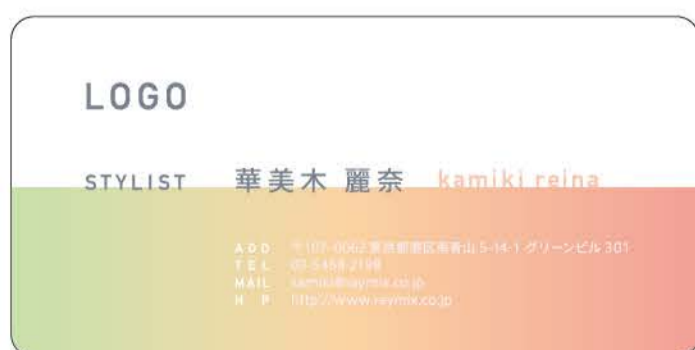 LOGO
STYLIST 華美木 麗奈 kamiki reina
ADD 〒107-0062 東京都港区南青山 5-14-1 グリーンビル 301
TEL 03-5468-2198
MAIL kamiki@raymix.co.jp
H P http://www.raymix.co.jp